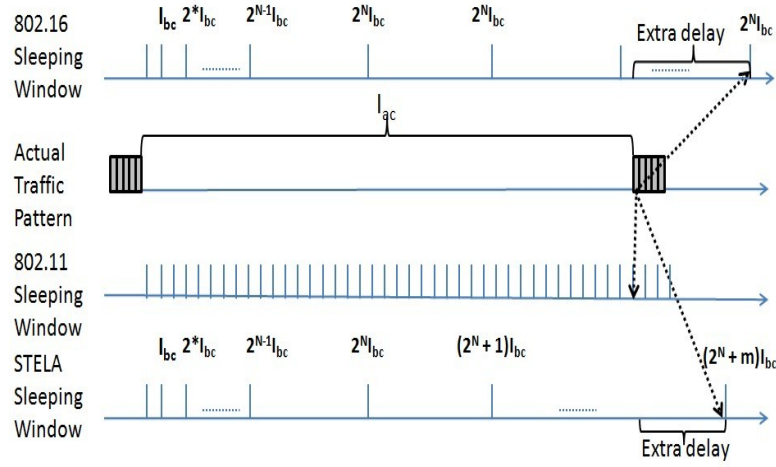 802.16
Sleeping
Window
I_bc 2*I_bc 2^(N-1)I_bc 2^N I_bc 2^N I_bc 2^N I_bc
Extra delay
I_ac
Actual
Traffic
Pattern
802.11
Sleeping
Window
STELA
Sleeping
Window
I_bc 2*I_bc 2^(N-1)I_bc 2^N I_bc (2^N + 1)I_bc (2^N + m)I_bc
Extra delay